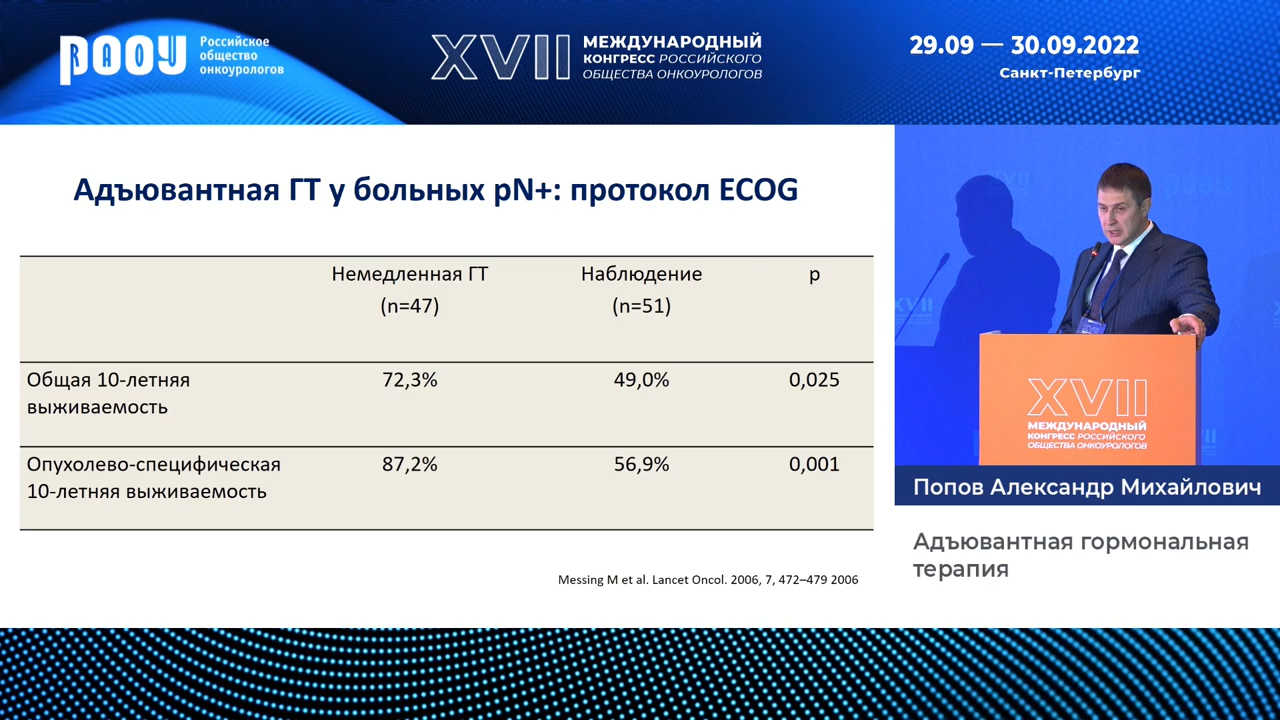 РАОУ
Российское
общество
онкоурологов
XVII
МЕЖДУНАРОДНЫЙ
КОНГРЕСС РОССИЙСКОГО
ОБЩЕСТВА ОНКОУРОЛОГОВ
29.09 — 30.09.2022
Санкт-Петербург
Адъювантная ГТ у больных pN+: протокол ECOG
Немедленная ГТ Наблюдение р
(n=47) (n=51)
Общая 10-летняя 72,3% 49,0% 0,025
выживаемость
Опухолево-специфическая 87,2% 56,9% 0,001
10-летняя выживаемость
Messing M et al. Lancet Oncol. 2006, 7, 472–479 2006
XVII
МЕЖДУНАРОДНЫЙ
КОНГРЕСС РОССИЙСКОГО
ОБЩЕСТВА ОНКОУРОЛОГОВ
Попов Александр Михайлович
Адъювантная гормональная
терапия